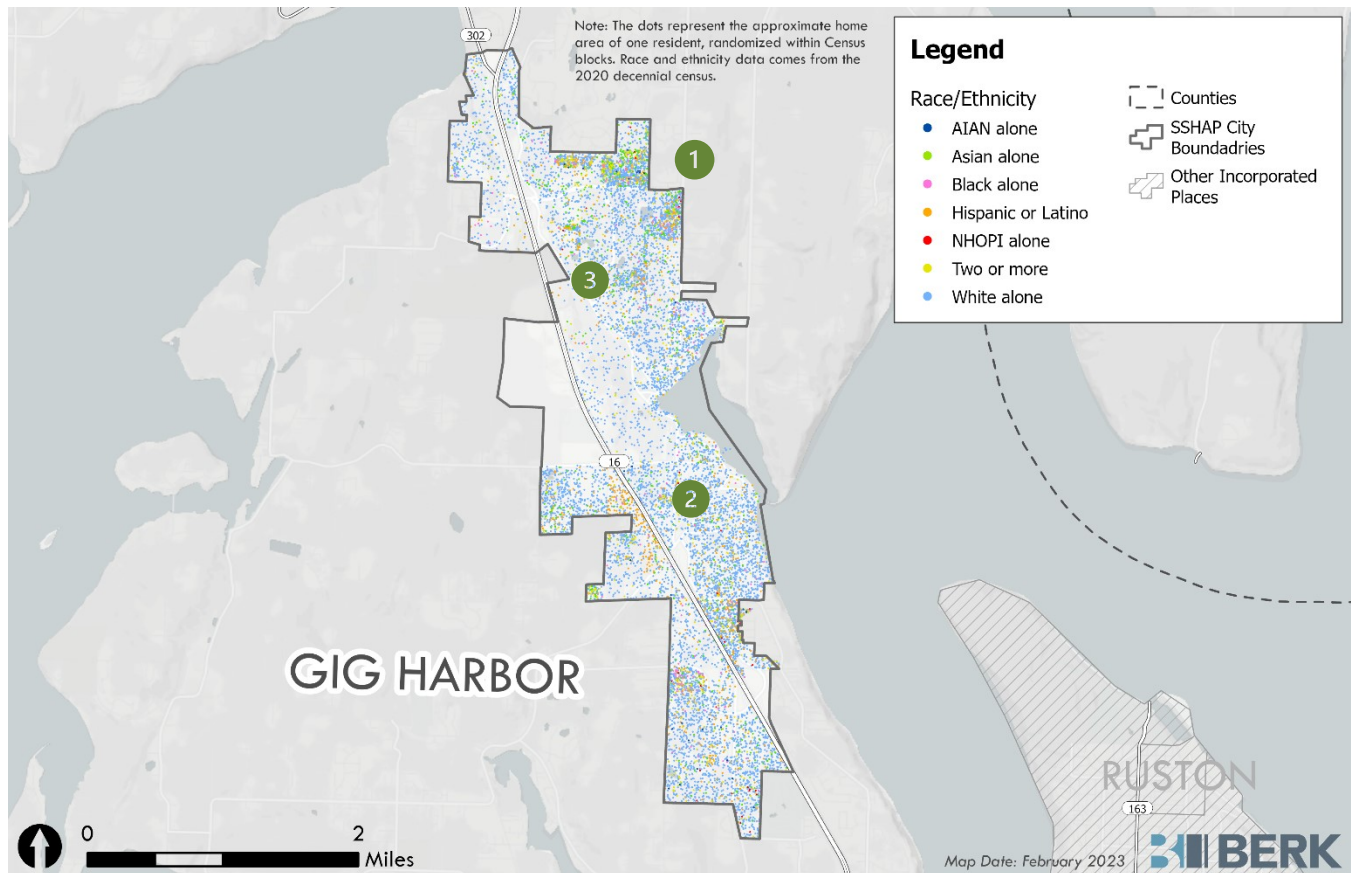 302
Note: The dots represent the approximate home
area of one resident, randomized within Census
blocks. Race and ethnicity data comes from the
2020 decennial census.
Legend
Race/Ethnicity
AIAN alone
Asian alone
Black alone
Hispanic or Latino
NHOPI alone
Two or more
White alone
Counties
SSHAP City
Boundadries
Other Incorporated
Places
1
3
16
2
GIG HARBOR
RUSTON
163
0
2
Miles
Map Date: February 2023
BERK